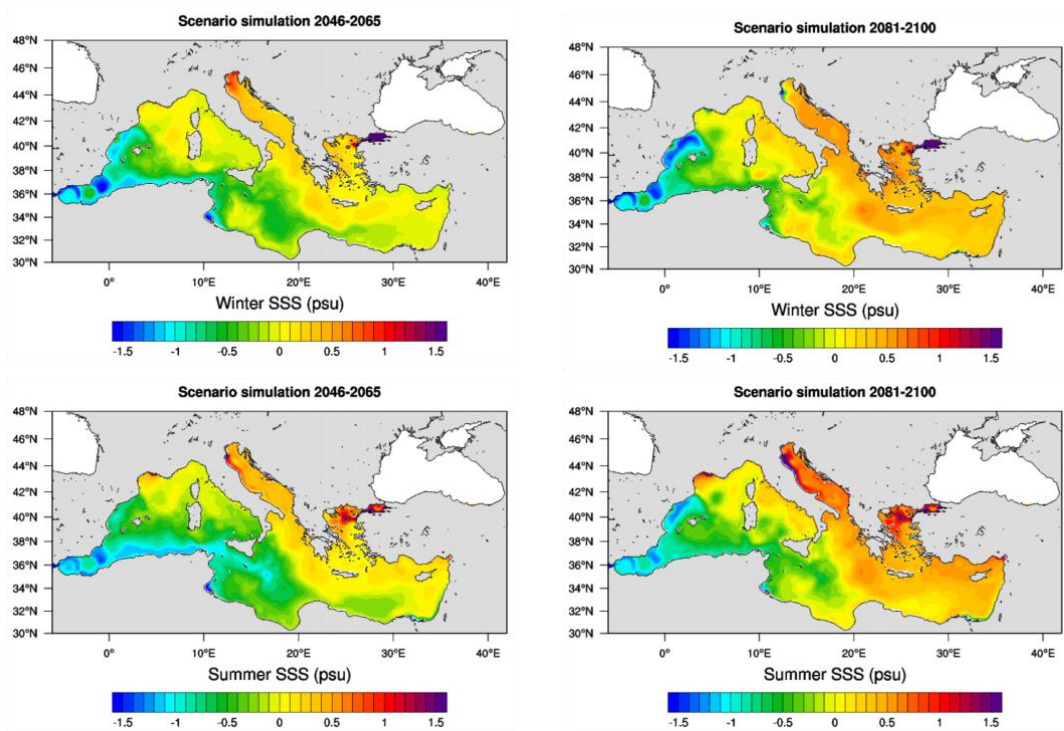 Scenario simulation 2046-2065
48°N
46°N
44°N
42°N
40°N
38°N
36°N
34°N
32°N
30°N
0°
10°E
20°E
30°E
40°E
Winter SSS (psu)
-1.5 -1 -0.5 0 0.5 1 1.5
Scenario simulation 2081-2100
48°N
46°N
44°N
42°N
40°N
38°N
36°N
34°N
32°N
30°N
0°
10°E
20°E
30°E
40°E
Winter SSS (psu)
-1.5 -1 -0.5 0 0.5 1 1.5
Scenario simulation 2046-2065
48°N
46°N
44°N
42°N
40°N
38°N
36°N
34°N
32°N
30°N
0°
10°E
20°E
30°E
40°E
Summer SSS (psu)
-1.5 -1 -0.5 0 0.5 1 1.5
Scenario simulation 2081-2100
48°N
46°N
44°N
42°N
40°N
38°N
36°N
34°N
32°N
30°N
0°
10°E
20°E
30°E
40°E
Summer SSS (psu)
-1.5 -1 -0.5 0 0.5 1 1.5